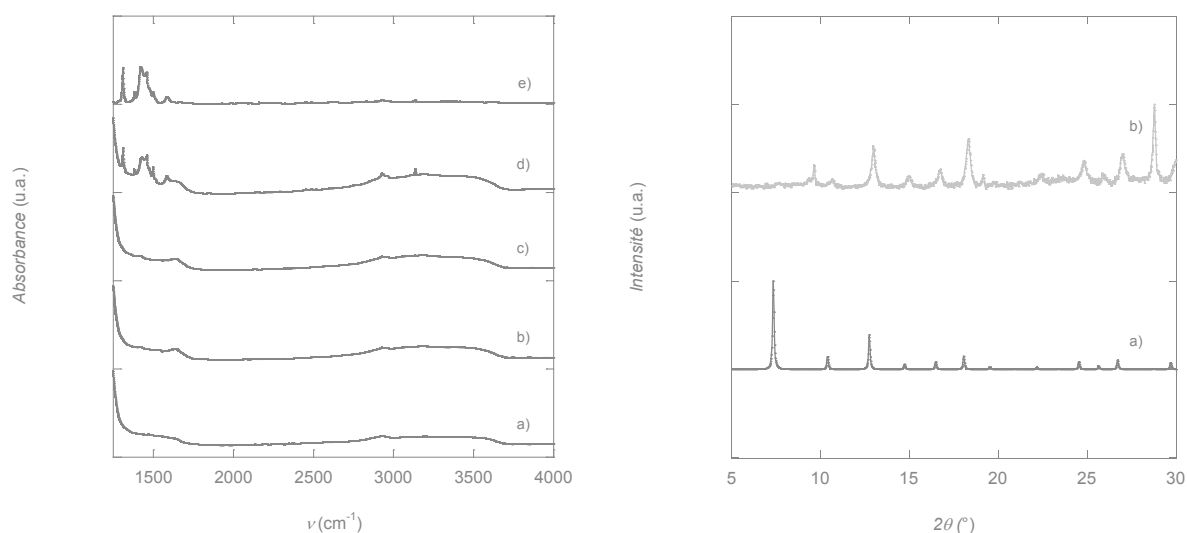 Absorbance (u.a.)
e)
d)
c)
b)
a)
1500 2000 2500 3000 3500 4000
ν (cm-1)
Intensité (u.a.)
b)
a)
5 10 15 20 25 30
2θ (°)